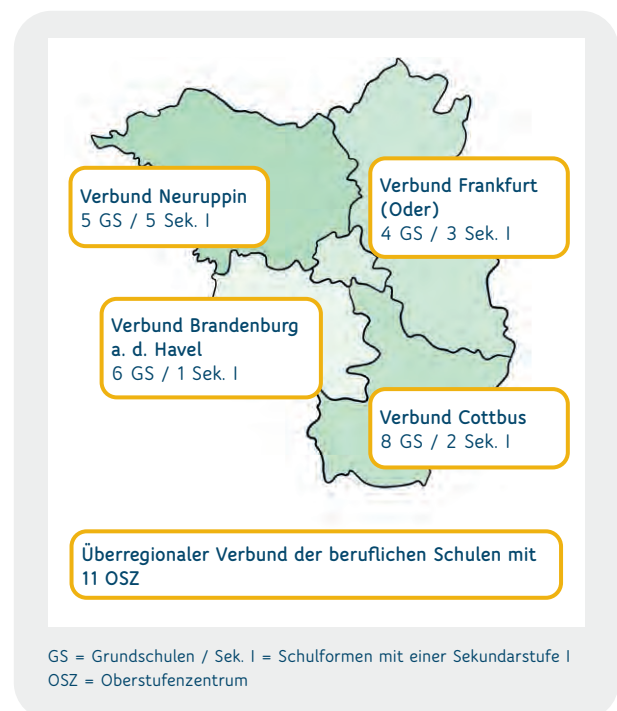 Verbund Neuruppin
5 GS / 5 Sek. I
Verbund Frankfurt
(Oder)
4 GS / 3 Sek. I
Verbund Brandenburg
a. d. Havel
6 GS / 1 Sek. I
Verbund Cottbus
8 GS / 2 Sek. I
Überregionaler Verbund der beruflichen Schulen mit
11 OSZ
GS = Grundschulen / Sek. I = Schulformen mit einer Sekundarstufe I
OSZ = Oberstufenzentrum